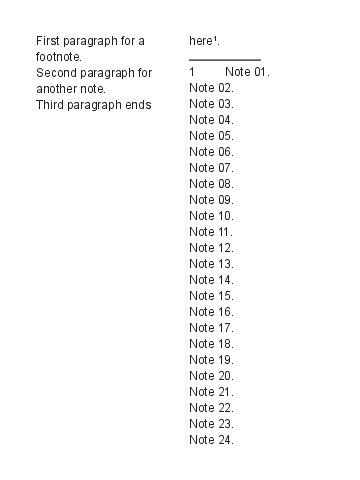 First paragraph for a
footnote.
Second paragraph for
another note.
Third paragraph ends
here¹.
1 Note 01.
Note 02.
Note 03.
Note 04.
Note 05.
Note 06.
Note 07.
Note 08.
Note 09.
Note 10.
Note 11.
Note 12.
Note 13.
Note 14.
Note 15.
Note 16.
Note 17.
Note 18.
Note 19.
Note 20.
Note 21.
Note 22.
Note 23.
Note 24.